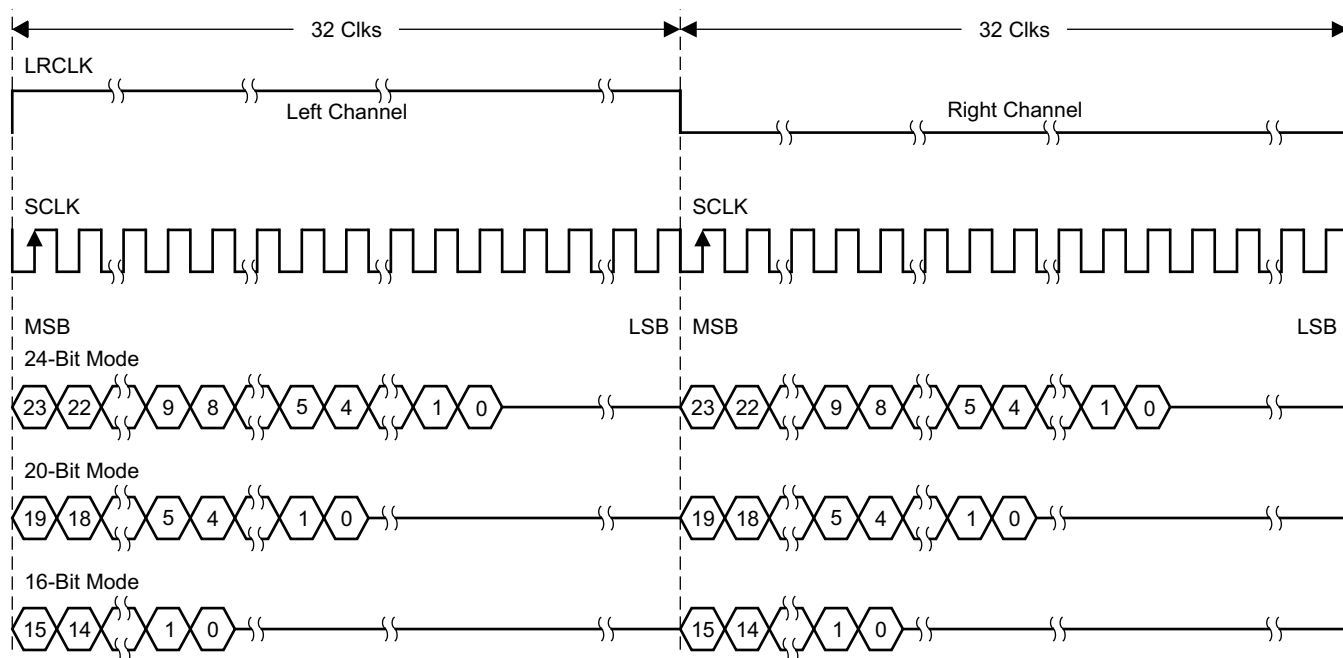 32 Clks 32 Clks
LRCLK
Left Channel Right Channel
SCLK SCLK
MSB LSB MSB LSB
24-Bit Mode
23 22 9 8 5 4 1 0 23 22 9 8 5 4 1 0
20-Bit Mode
19 18 5 4 1 0 19 18 5 4 1 0
16-Bit Mode
15 14 1 0 15 14 1 0